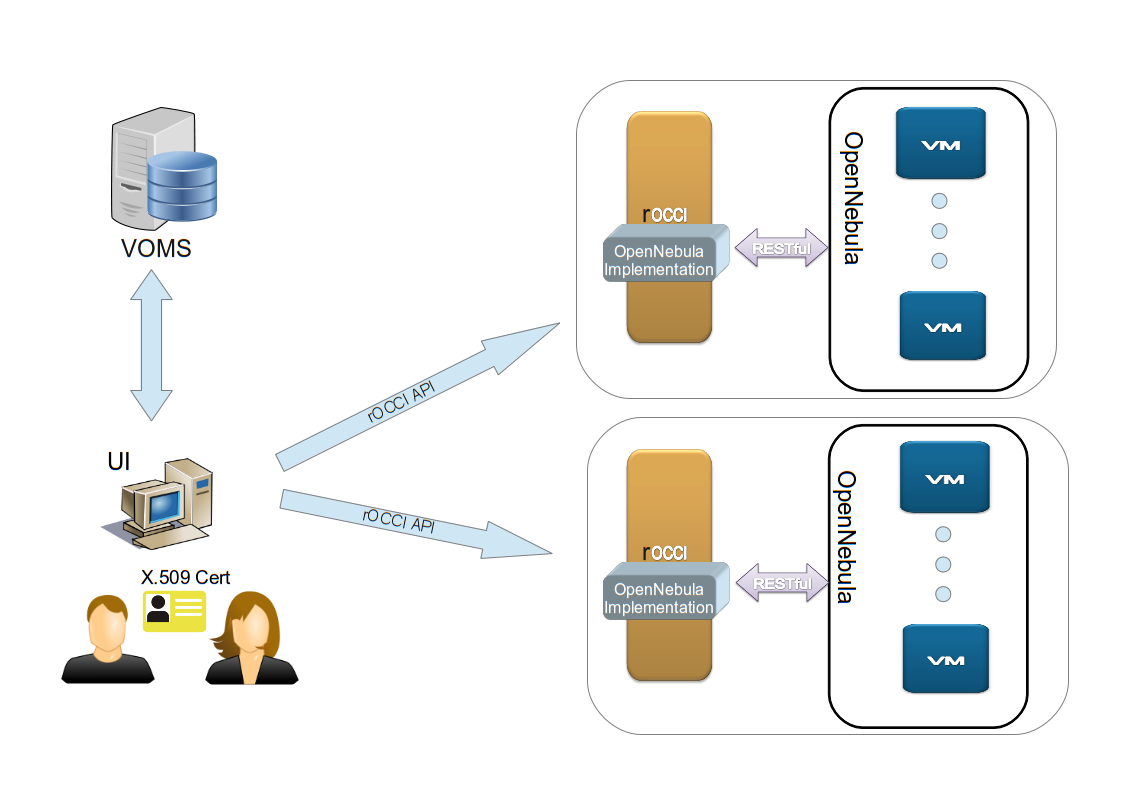 VOMS
UI
X.509 Cert
rOCCI API
rOCCI API
rOCCI
OpenNebula
Implementation
RESTful
OpenNebula
VM
VM
rOCCI
OpenNebula
Implementation
RESTful
OpenNebula
VM
VM